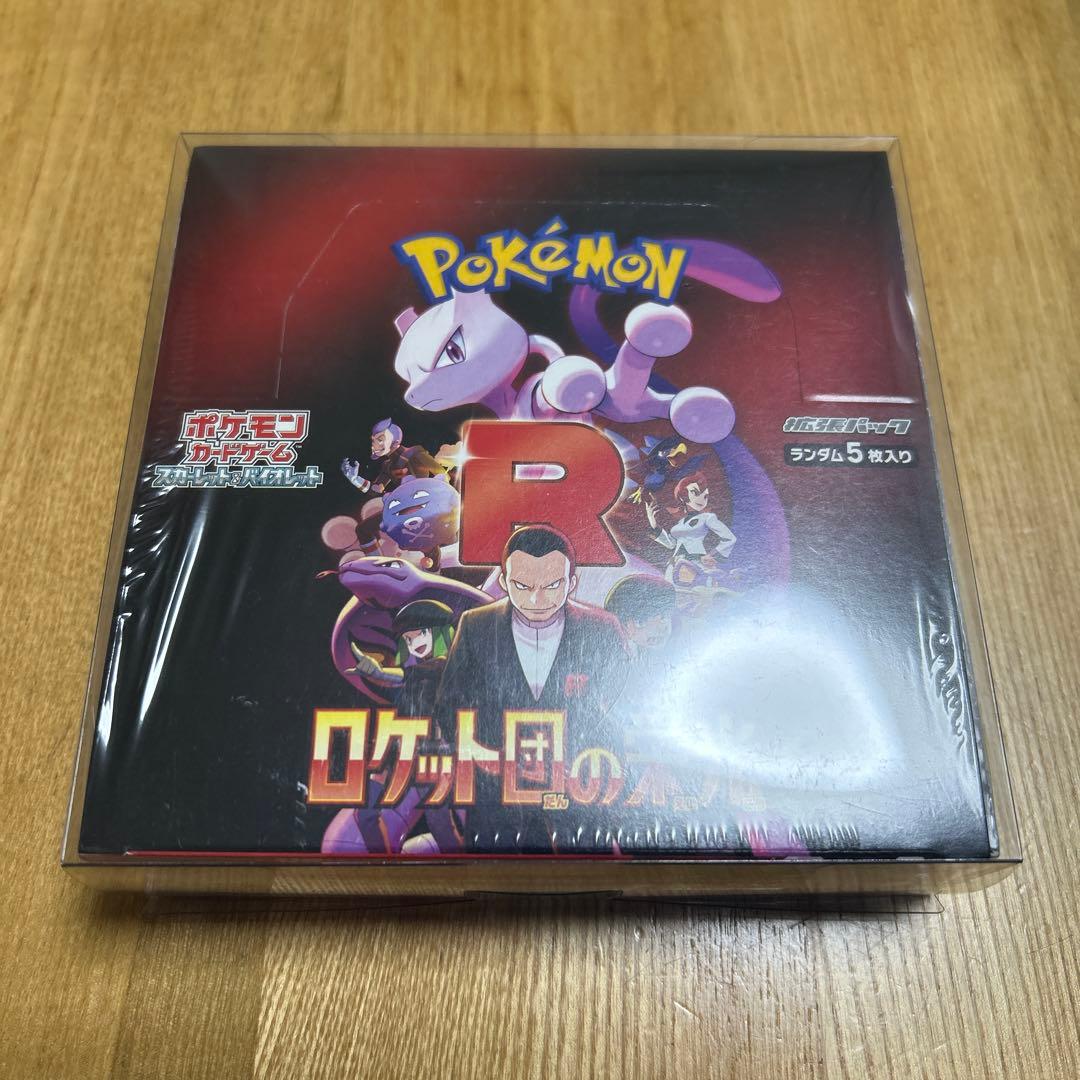 POKéMON
ポケモン
カードゲーム
スカーレット&バイオレット
拡張パック
ランダム5枚入り
R
ロケット団の
だん